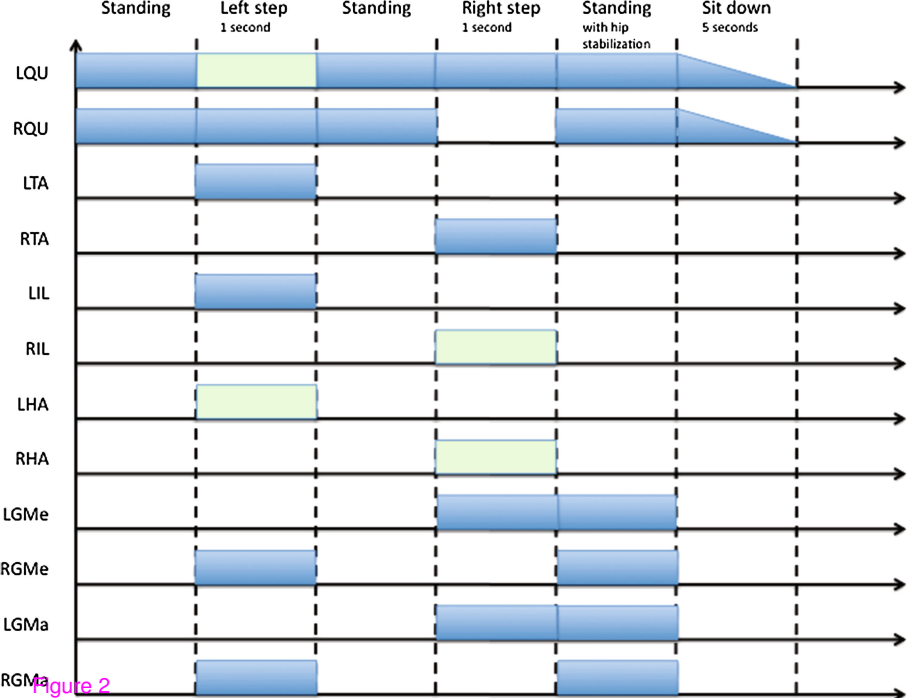 Standing Left step Standing Right step Standing Sit down
1 second 1 second with hip 5 seconds
stabilization
LQU
RQU
LTA
RTA
LIL
RIL
LHA
RHA
LGMe
RGMe
LGMa
RGMa
Figure 2